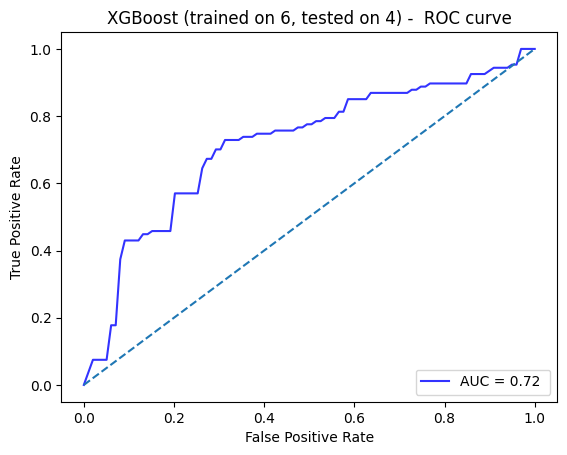 XGBoost (trained on 6, tested on 4) -  ROC curve
True Positive Rate
1.0
0.8
0.6
0.4
0.2
0.0
AUC = 0.72
0.0 0.2 0.4 0.6 0.8 1.0
False Positive Rate